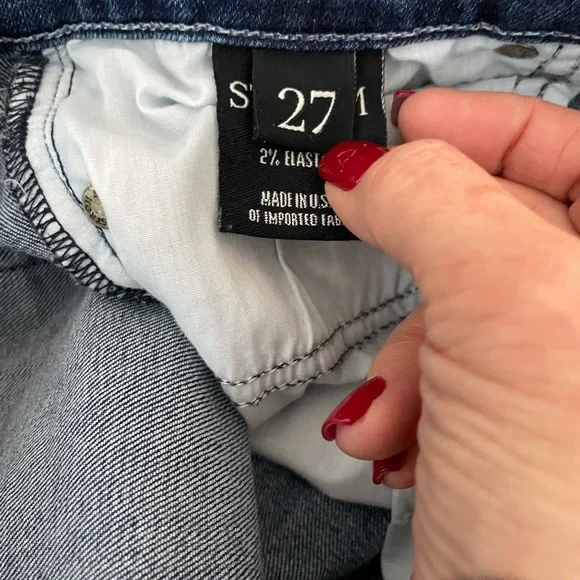 27
2% ELAST
MADE IN U.S.
OF IMPORTED FAB